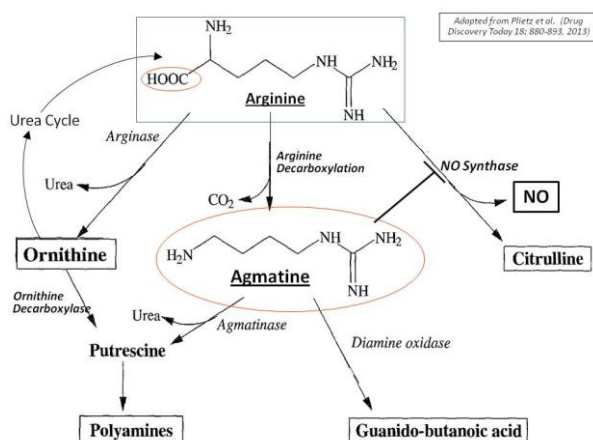 Adapted from Plietz et al. (Drug
Discovery Today 18: 880-893, 2013)
NH2
HOOC
NH
NH2
NH
Arginine
Urea Cycle
Arginase
Arginine
Decarboxylation
NO Synthase
Urea
CO2
NO
Ornithine
H2N
NH
NH2
NH
Agmatine
Citrulline
Ornithine
Decarboxylase
Urea
Agmatinase
Diamine oxidase
Putrescine
Polyamines
Guanido-butanoic acid